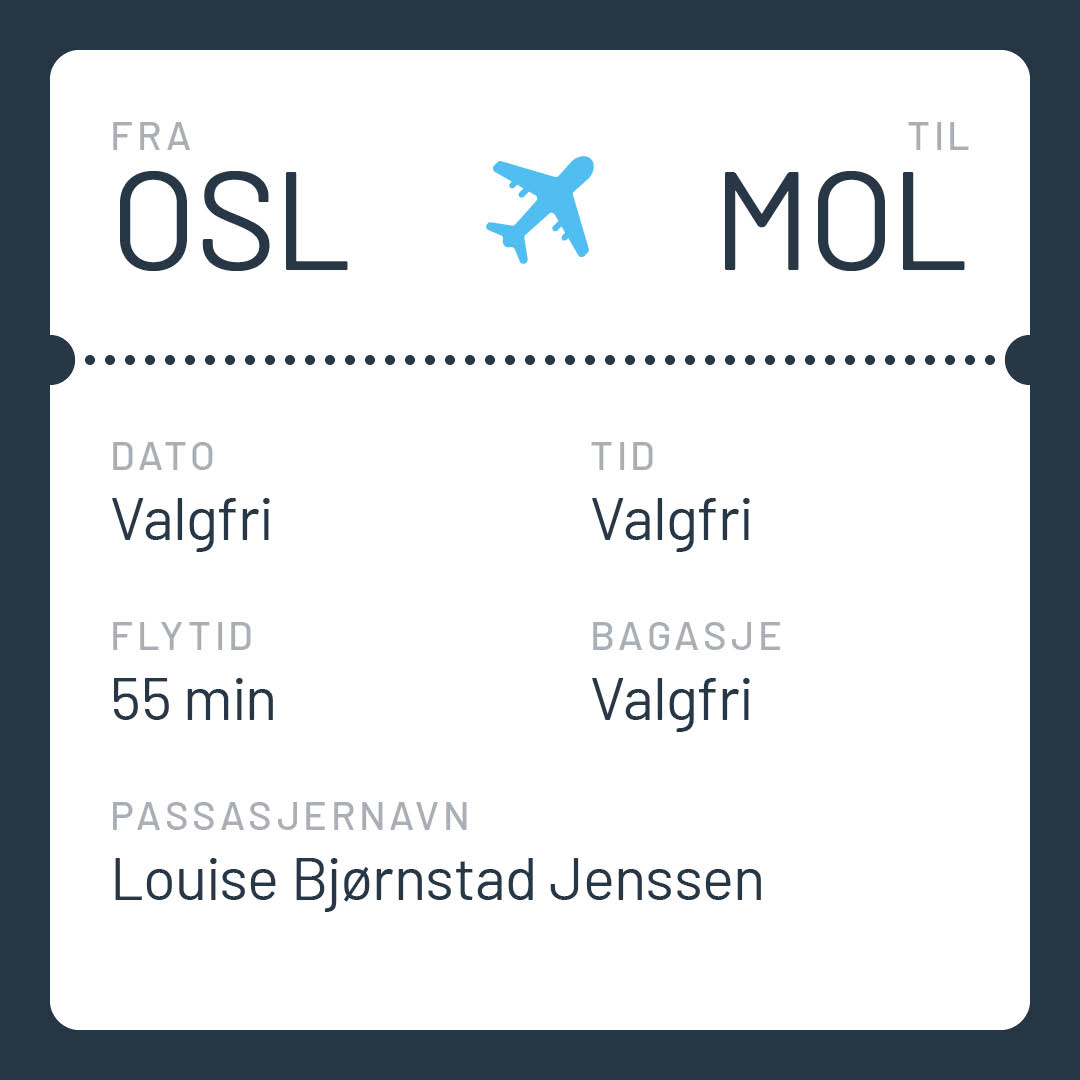 FRA TIL
OSL MOL
DATO TID
Valgfri Valgfri
FLYTID BAGASJE
55 min Valgfri
PASSASJERNAVN
Louise Bjørnstad Jenssen